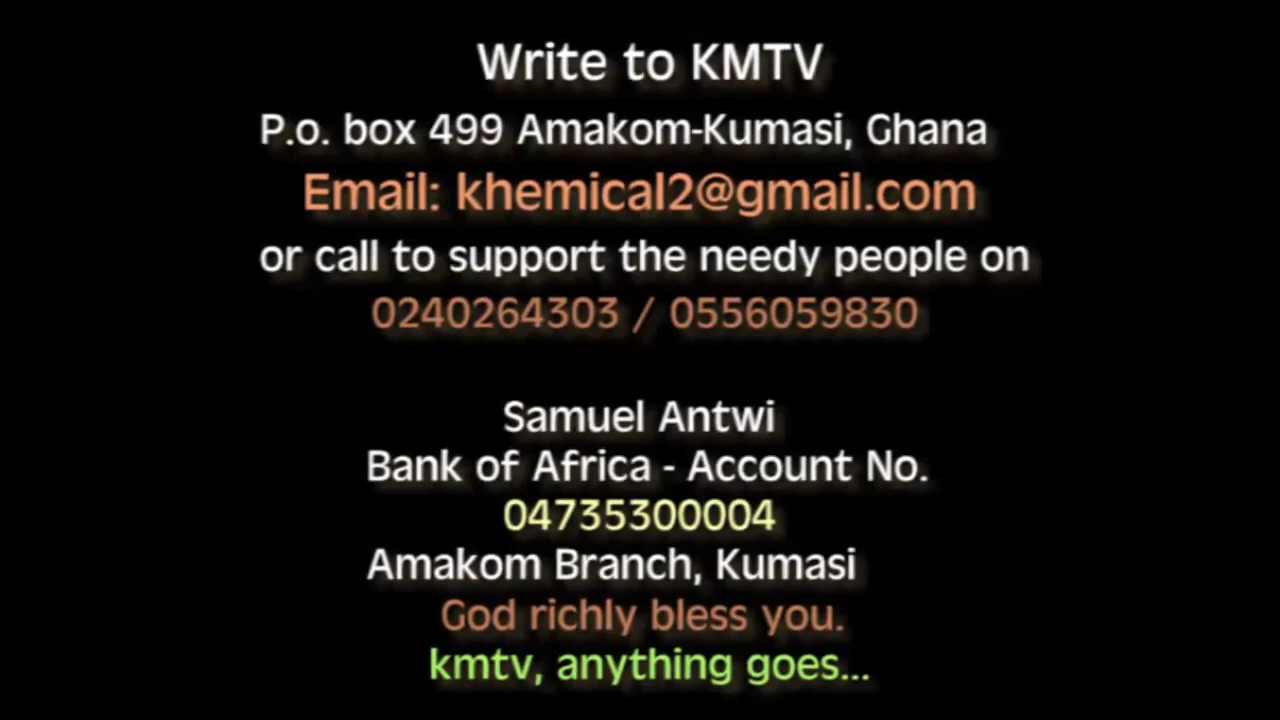 Write to KMTV
P.o. box 499 Amakom-Kumasi, Ghana
Email: khemical2@gmail.com
or call to support the needy people on
0240264303 / 0556059830
Samuel Antwi
Bank of Africa - Account No.
04735300004
Amakom Branch, Kumasi
God richly bless you.
kmtv, anything goes...